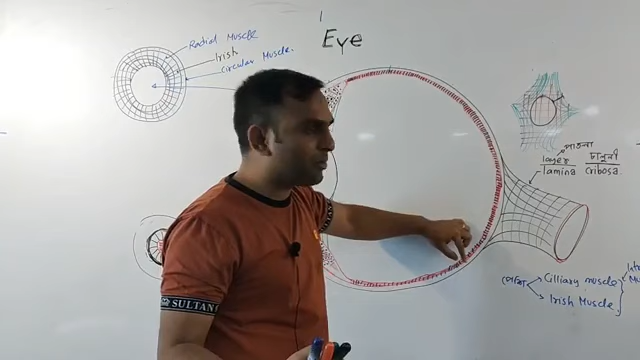 Eye
Radial Muscle
Irish
Circular Muscle.
পাতলা
layer চালুনী
lamina Cribosa
পেশি Cilliary muscle
Irish Muscle
SULTAN